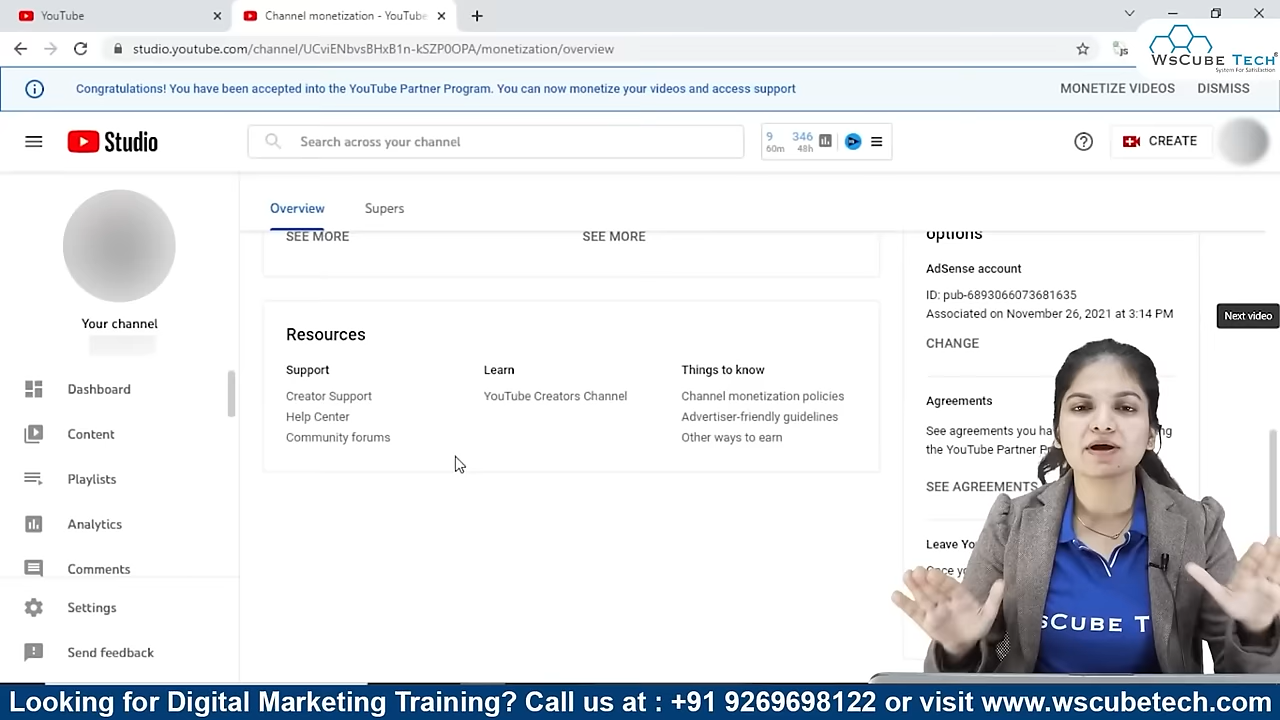 YouTube
Channel monetization - YouTube
studio.youtube.com/channel/UCviENbvsBHxB1n-kSZP0OPA/monetization/overview
js
WsCube Tech
System For Satisfaction
Congratulations! You have been accepted into the YouTube Partner Program. You can now monetize your videos and access support
MONETIZE VIDEOS
DISMISS
Studio
Search across your channel
9
60m
346
48h
CREATE
Overview
Supers
SEE MORE
SEE MORE
options
AdSense account
ID: pub-6893066073681635
Associated on November 26, 2021 at 3:14 PM
CHANGE
Next video
Your channel
Dashboard
Content
Playlists
Analytics
Comments
Settings
Send feedback
Resources
Support
Creator Support
Help Center
Community forums
Learn
YouTube Creators Channel
Things to know
Channel monetization policies
Advertiser-friendly guidelines
Other ways to earn
Agreements
See agreements you
the YouTube Partner
SEE AGREEMENTS
Leave
Once
SCUBE T
Looking for Digital Marketing Training? Call us at : +91 9269698122 or visit www.wscubetech.com